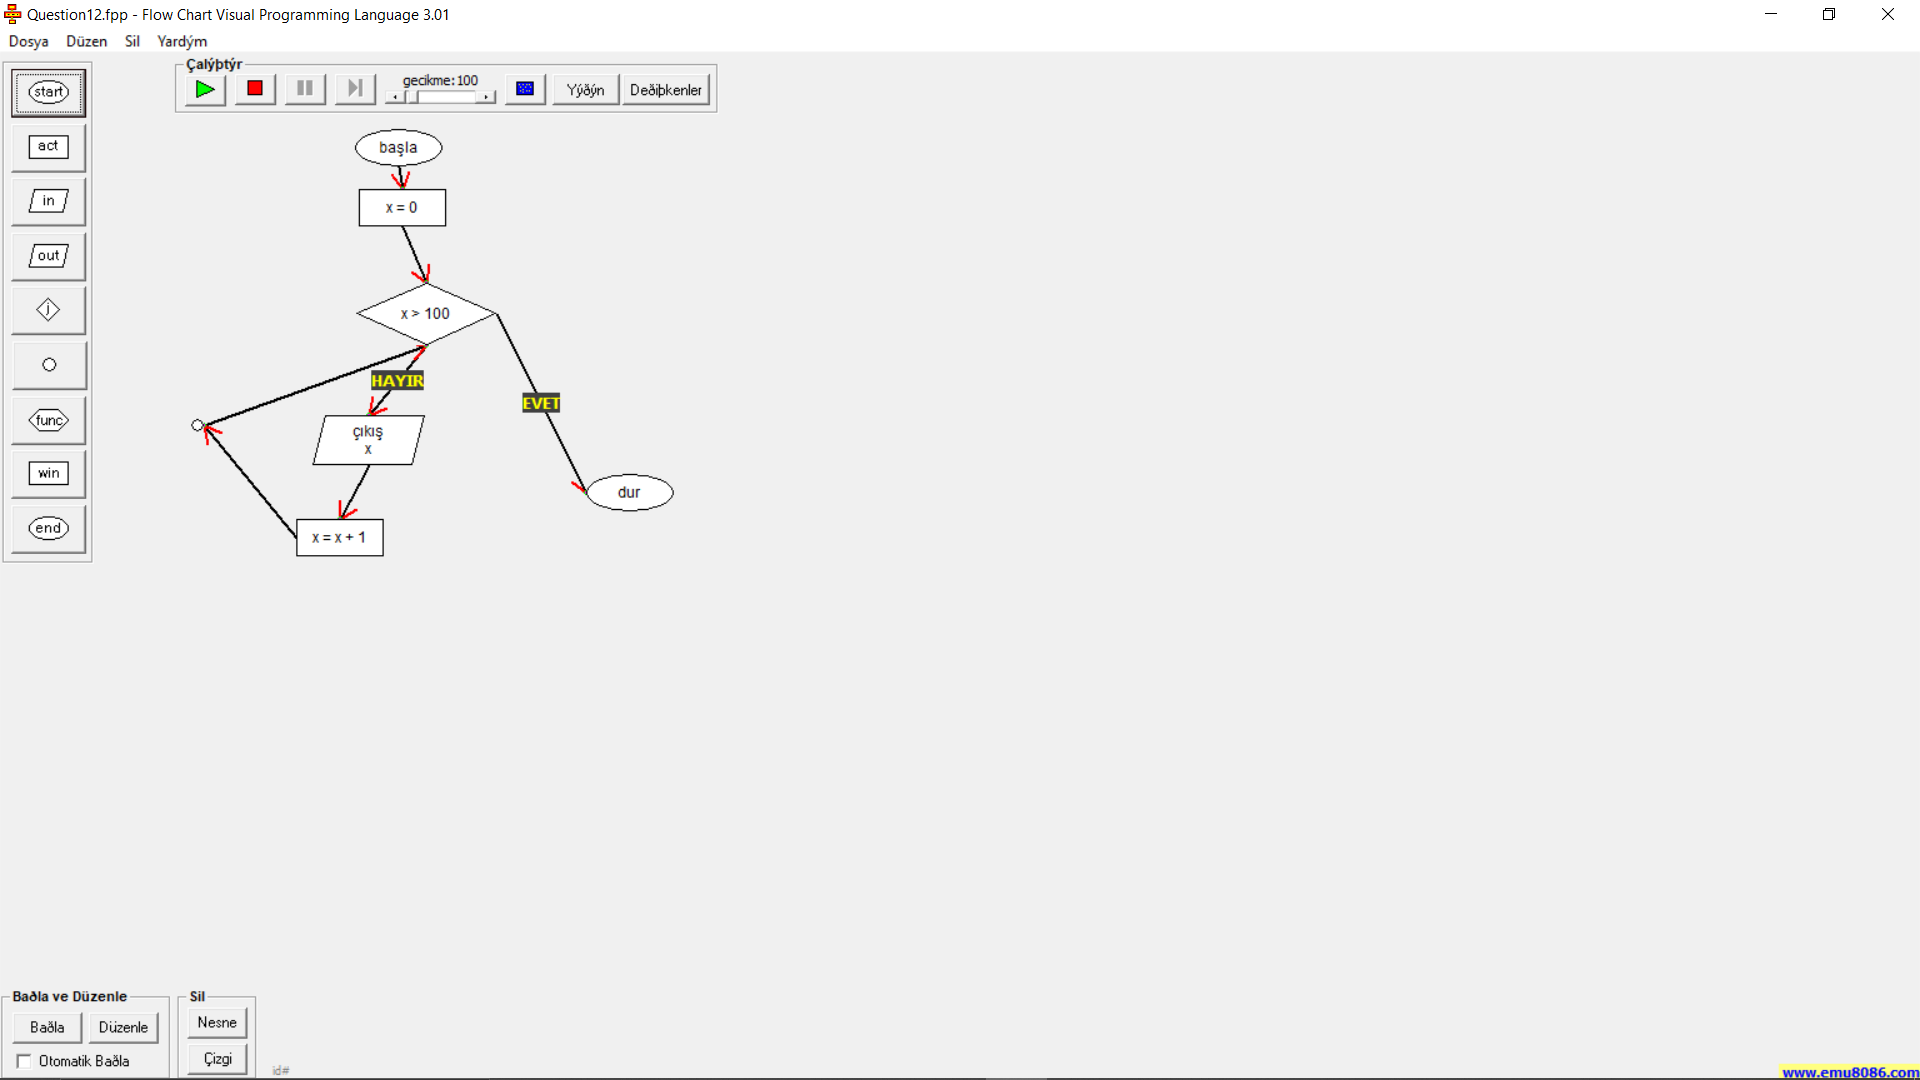 Question12.fpp - Flow Chart Visual Programming Language 3.01
Dosya Düzen Sil Yardým
Çalýþtýr
gecikme:100
Yýðýn
Deðiþkenler
start
act
in
out
j
func
win
end
başla
x = 0
x > 100
HAYIR
EVET
çıkış
x
dur
x = x + 1
Baðla ve Düzenle
Baðla
Düzenle
Otomatik Baðla
Sil
Nesne
Çizgi
id#
www.emu8086.com